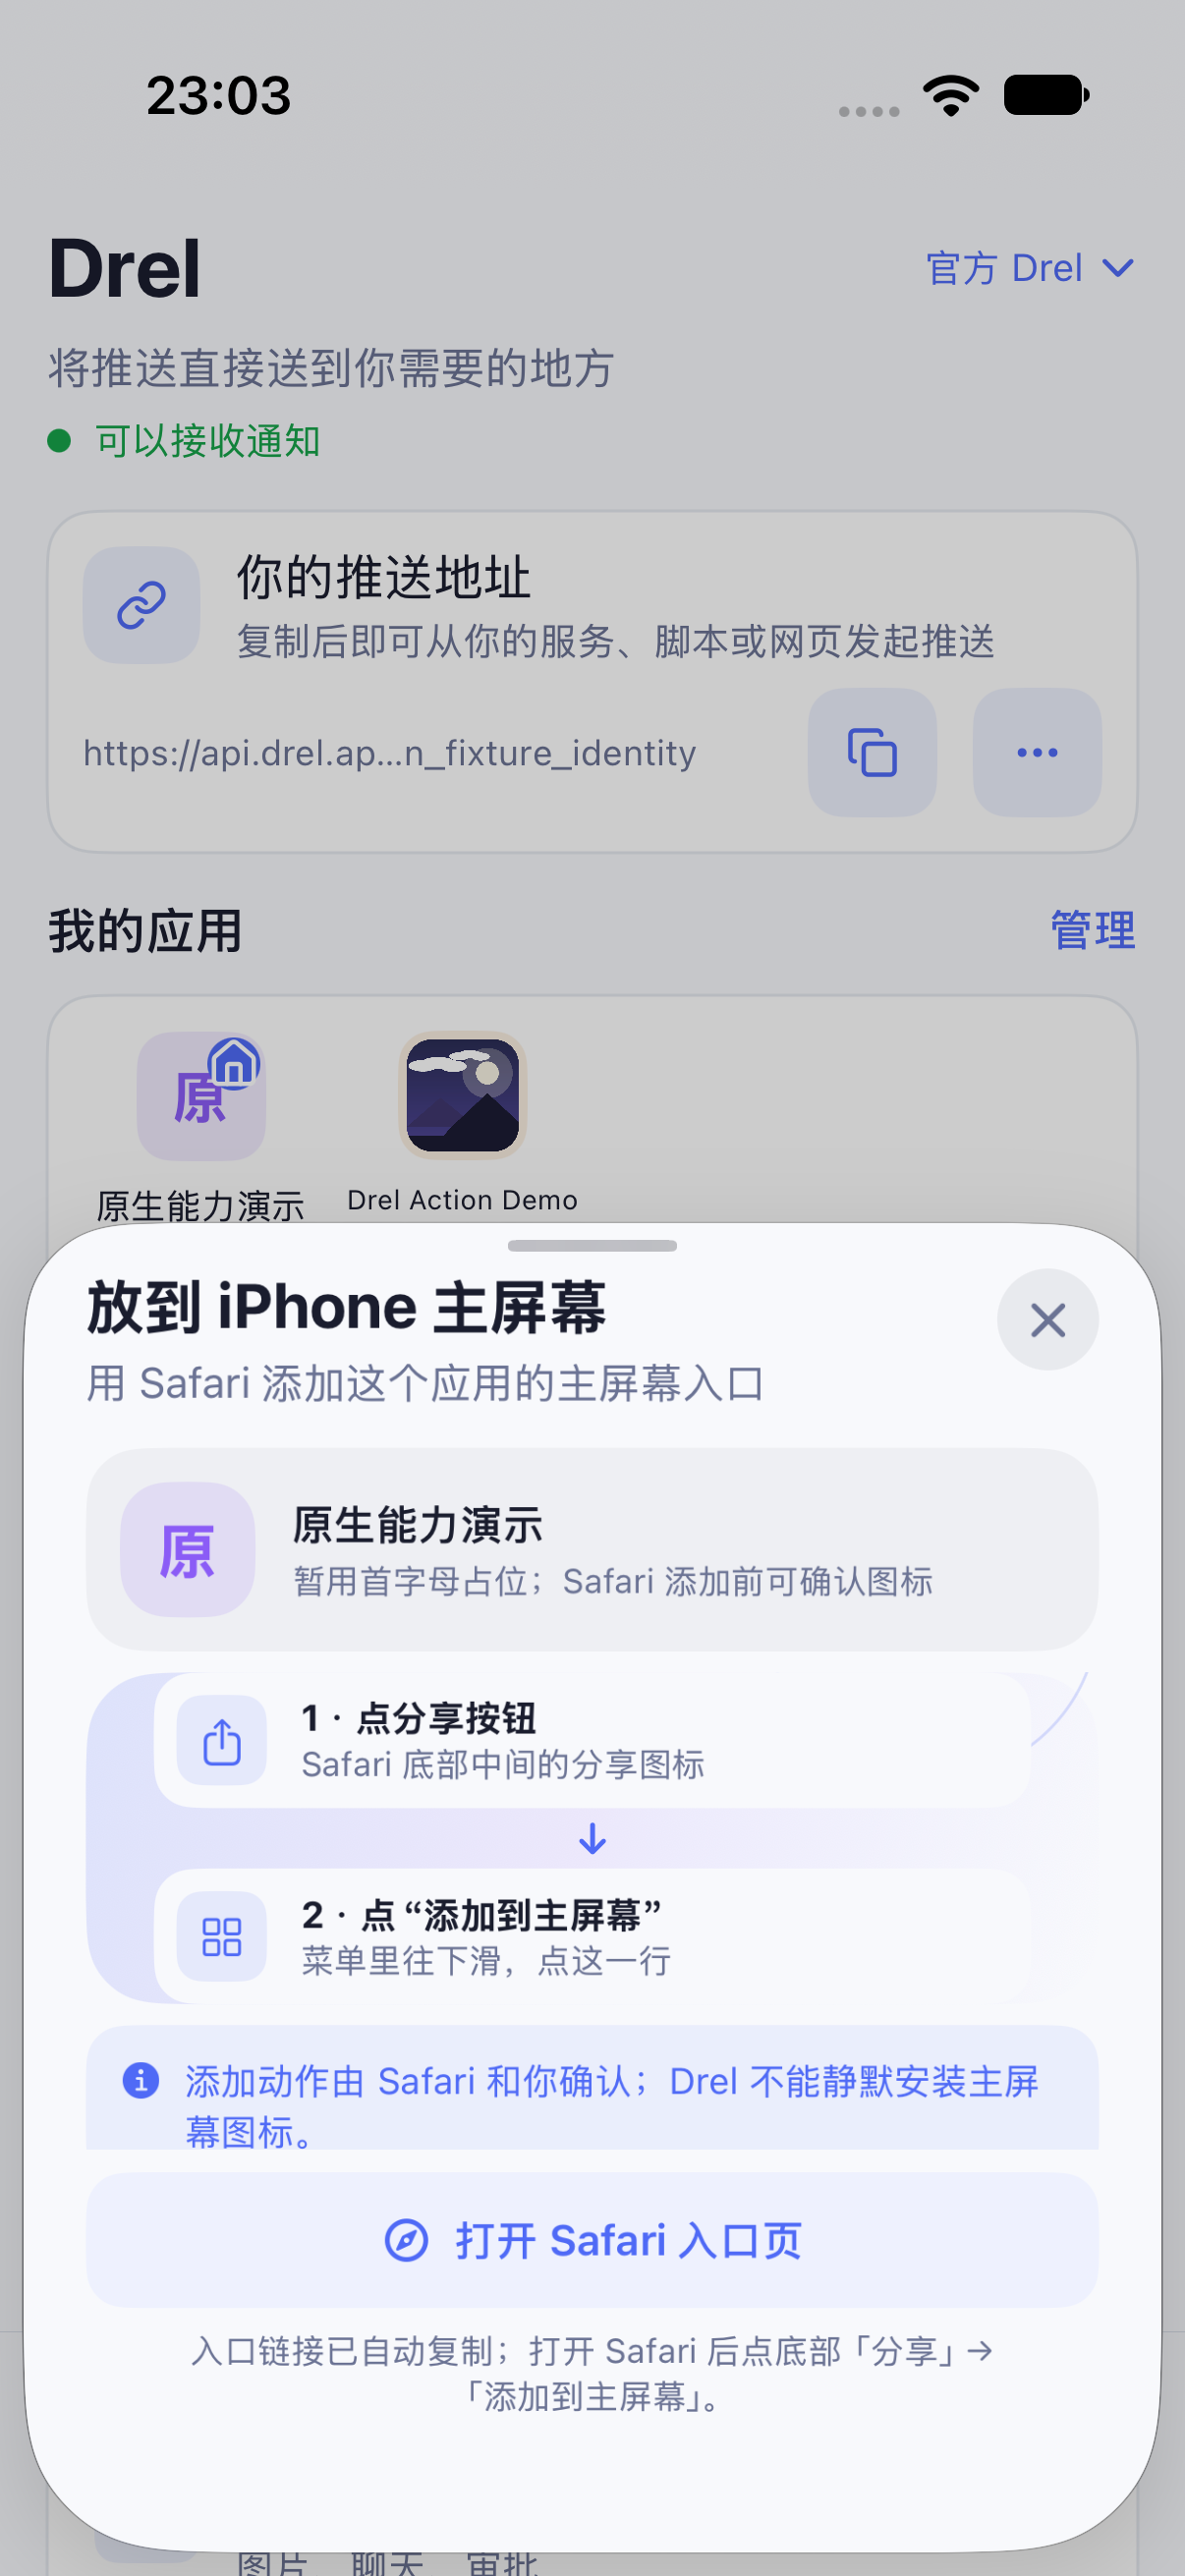 23:03
Drel
官方 Drel
将推送直接送到你需要的地方
可以接收通知
你的推送地址
复制后即可从你的服务、脚本或网页发起推送
https://api.drel.ap...n_fixture_identity
我的应用
管理
原
原生能力演示
Drel Action Demo
放到 iPhone 主屏幕
用 Safari 添加这个应用的主屏幕入口
原
原生能力演示
暂用首字母占位；Safari 添加前可确认图标
1 · 点分享按钮
Safari 底部中间的分享图标
2 · 点 “添加到主屏幕”
菜单里往下滑，点这一行
添加动作由 Safari 和你确认；Drel 不能静默安装主屏
幕图标。
打开 Safari 入口页
入口链接已自动复制；打开 Safari 后点底部「分享」→
「添加到主屏幕」。
图片 聊天 审批